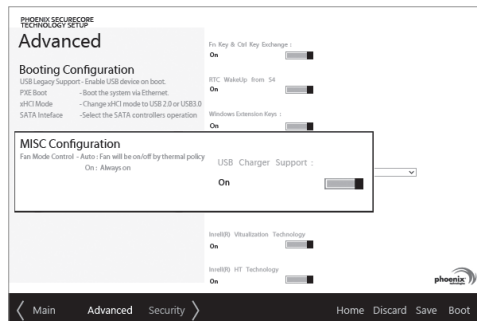 PHOENIX SECURECORE
TECHNOLOGY SETUP
Advanced
Booting Configuration
USB Legacy Support - Enable USB device on boot.
PXE Boot - Boot the system via Ethernet.
xHCI Mode - Change xHCI mode to USB 2.0 or USB3.0
SATA Inteface - Select the SATA controllers operation
Fn Key & Ctrl Key Exchange :
On
RTC WakeUp from S4
On
Windows Extension Keys :
On
MISC Configuration
Fan Mode Control - Auto : Fan will be on/off by thermal policy
On : Always on
USB Charger Support :
On
Inrell(R) Vitualization Technology
On
Inrell(R) HT Technology
On
phoenix
technologies
Main Advanced Security Home Discard Save Boot